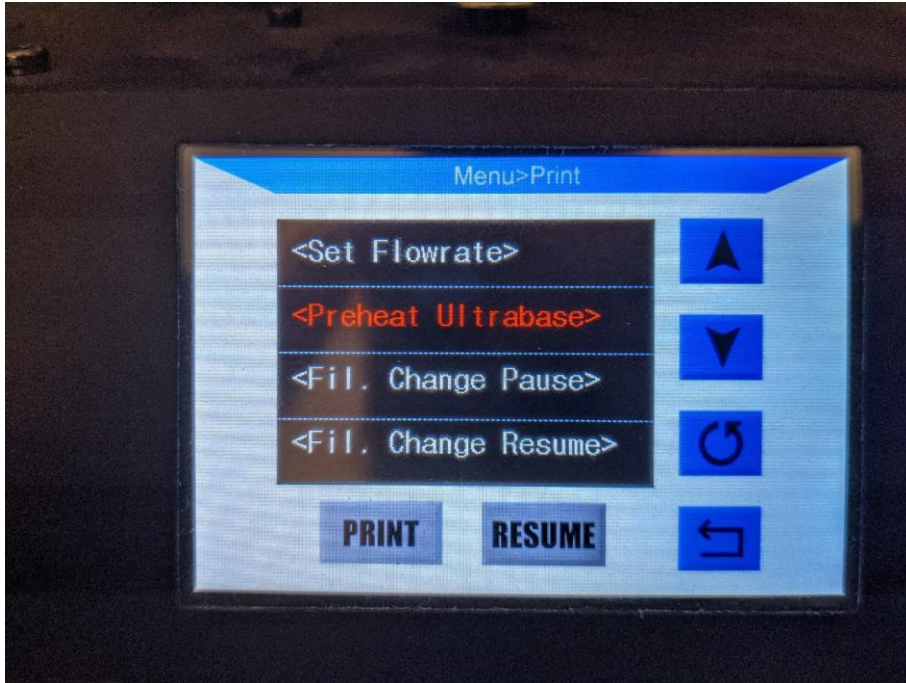 Menu>Print
<Set Flowrate>
<Preheat Ultrabase>
<Fil. Change Pause>
<Fil. Change Resume>
PRINT
RESUME